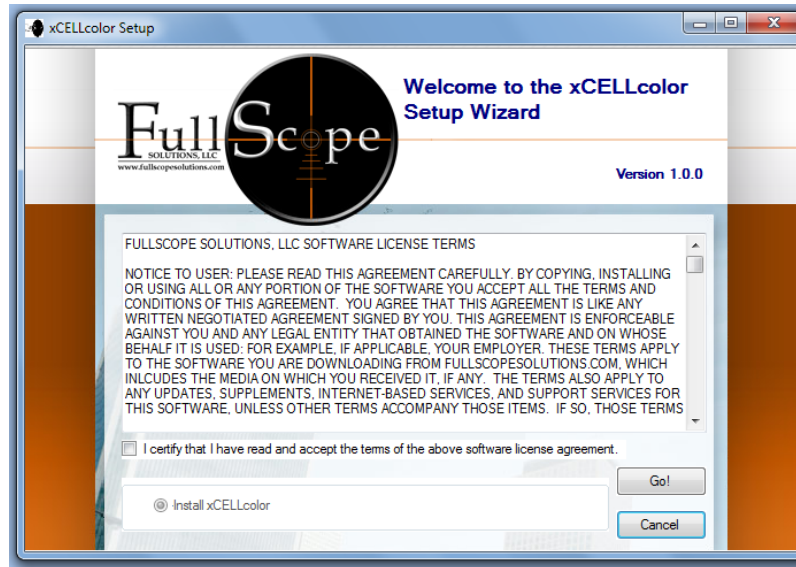 xCELLcolor Setup
Welcome to the xCELLcolor
Setup Wizard
Full Scope
SOLUTIONS, LLC
www.fullscopesolutions.com
Version 1.0.0
FULLSCOPE SOLUTIONS, LLC SOFTWARE LICENSE TERMS
NOTICE TO USER: PLEASE READ THIS AGREEMENT CAREFULLY. BY COPYING, INSTALLING
OR USING ALL OR ANY PORTION OF THE SOFTWARE YOU ACCEPT ALL THE TERMS AND
CONDITIONS OF THIS AGREEMENT.  YOU AGREE THAT THIS AGREEMENT IS LIKE ANY
WRITTEN NEGOTIATED AGREEMENT SIGNED BY YOU. THIS AGREEMENT IS ENFORCEABLE
AGAINST YOU AND ANY LEGAL ENTITY THAT OBTAINED THE SOFTWARE AND ON WHOSE
BEHALF IT IS USED: FOR EXAMPLE, IF APPLICABLE, YOUR EMPLOYER. THESE TERMS APPLY
TO THE SOFTWARE YOU ARE DOWNLOADING FROM FULLSCOPESOLUTIONS.COM, WHICH
INLCUDES THE MEDIA ON WHICH YOU RECEIVED IT, IF ANY.  THE TERMS ALSO APPLY TO
ANY UPDATES, SUPPLEMENTS, INTERNET-BASED SERVICES, AND SUPPORT SERVICES FOR
THIS SOFTWARE, UNLESS OTHER TERMS ACCOMPANY THOSE ITEMS.  IF SO, THOSE TERMS
I certify that I have read and accept the terms of the above software license agreement.
Go!
Install xCELLcolor
Cancel